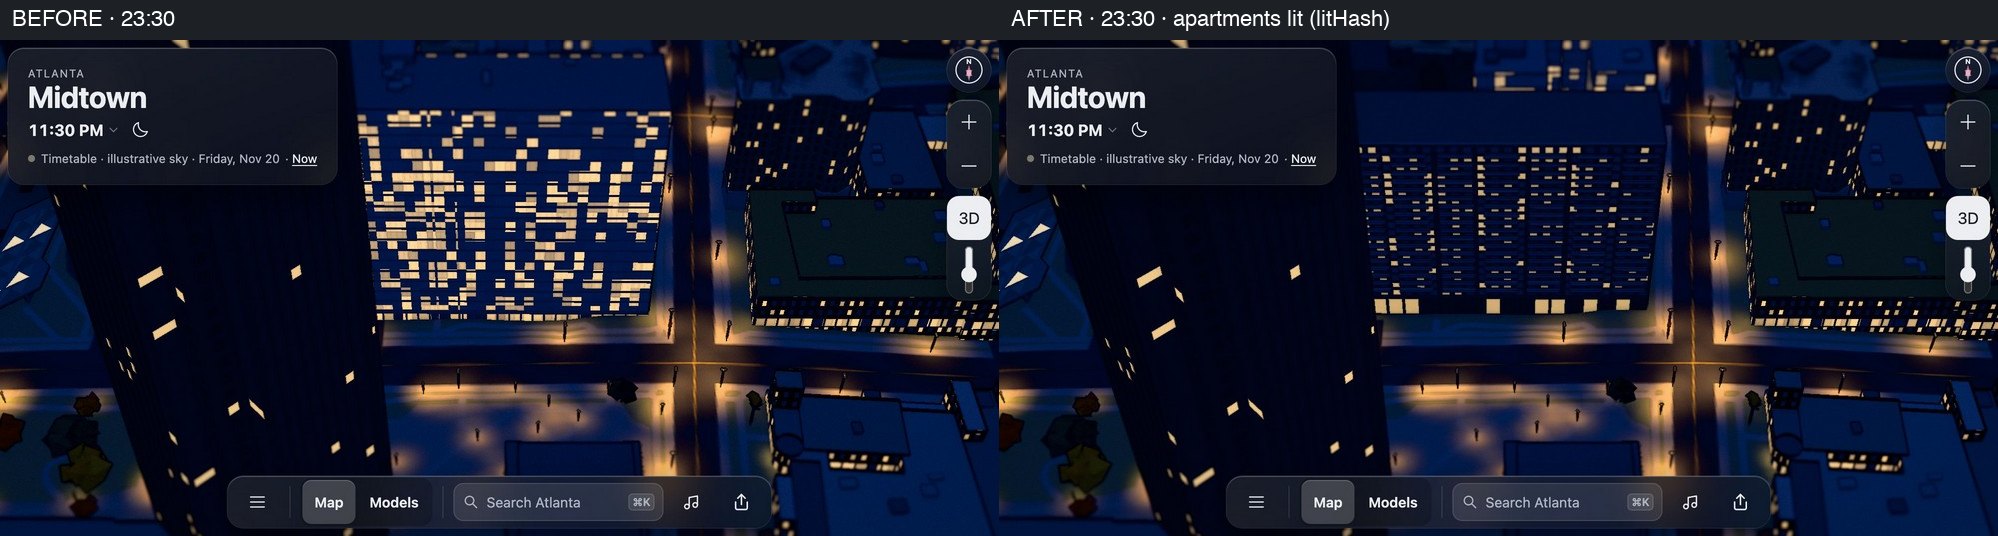 BEFORE · 23:30
ATLANTA
Midtown
11:30 PM
Timetable · illustrative sky · Friday, Nov 20 · Now
N
3D
Map Models Search Atlanta ⌘K
AFTER · 23:30 · apartments lit (litHash)
ATLANTA
Midtown
11:30 PM
Timetable · illustrative sky · Friday, Nov 20 · Now
N
3D
Map Models Search Atlanta ⌘K